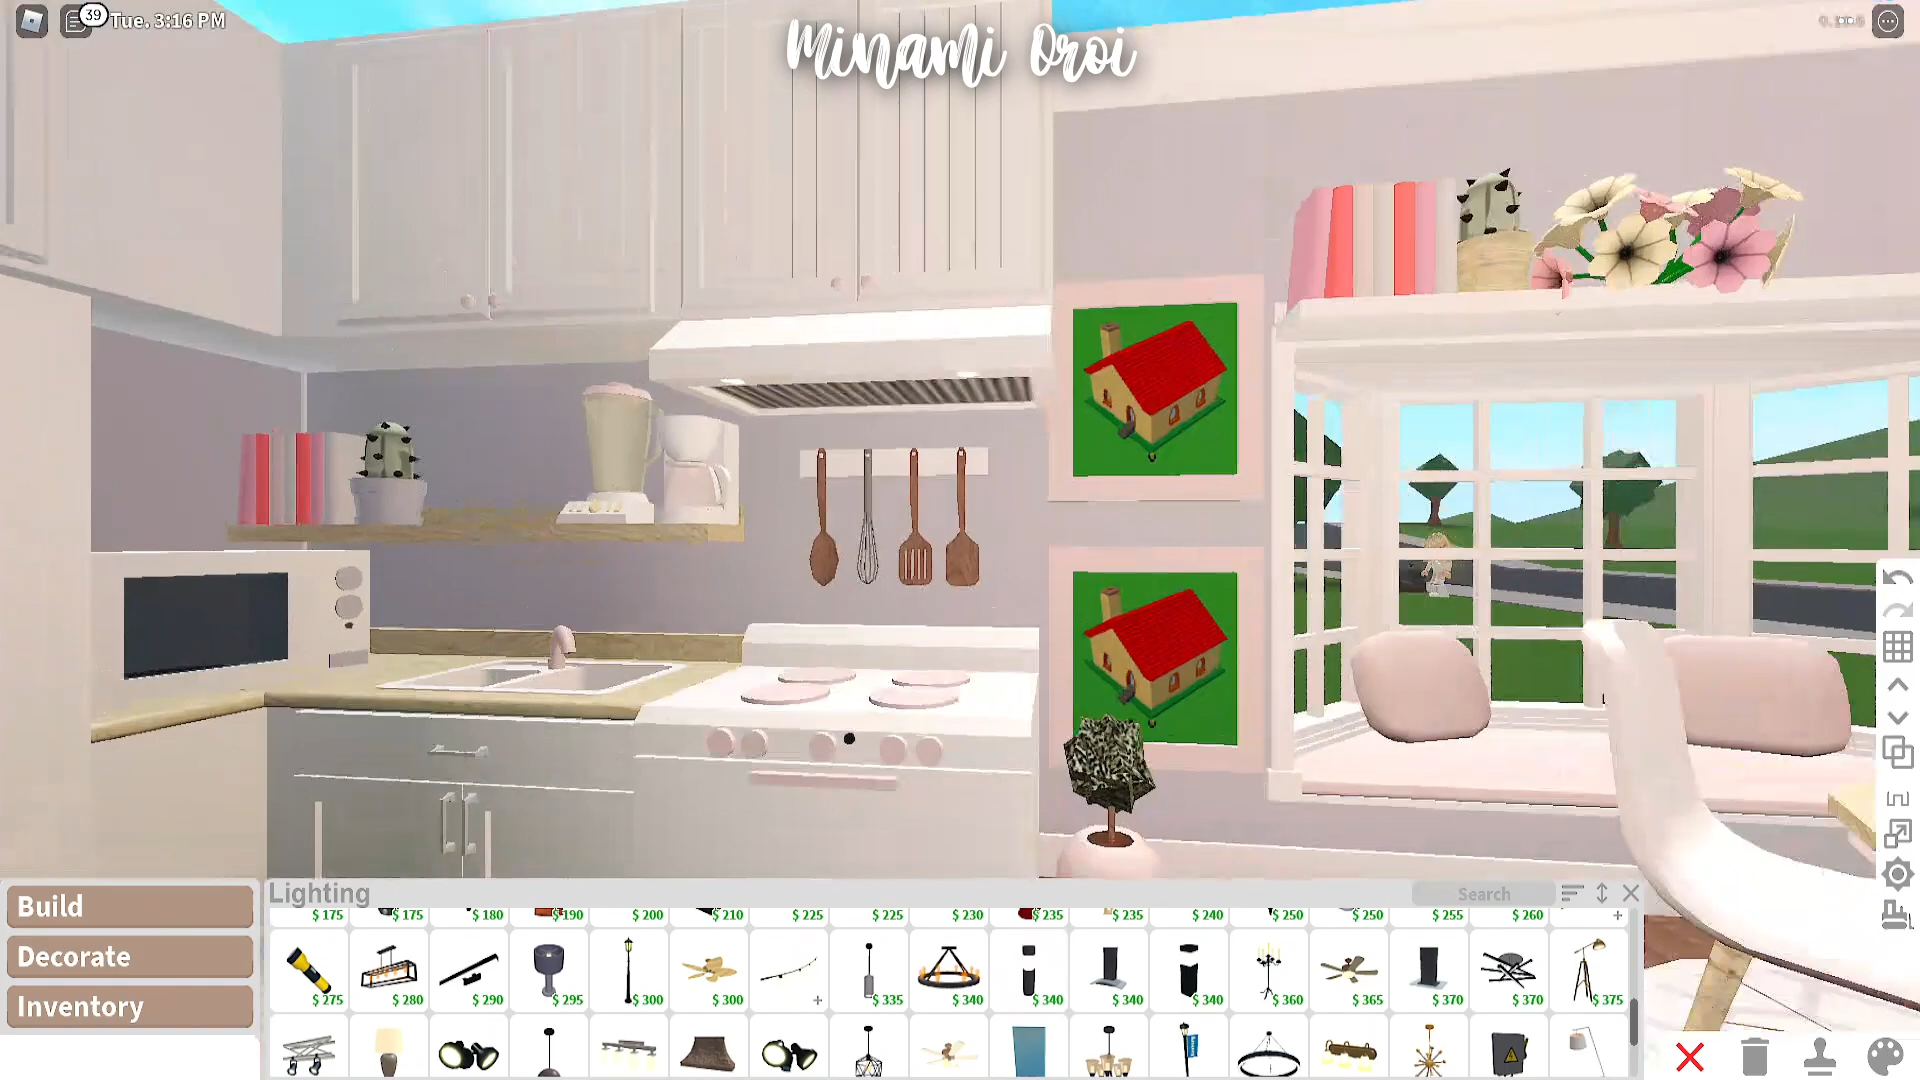 39 Tue. 3:16 PM
Minami Oroi
Build
Decorate
Inventory
Lighting
Search
$175 $175 $180 $190 $200 $210 $225 $225 $230 $235 $235 $240 $250 $250 $255 $260 +
$275 $280 $290 $295 $300 $300 + $335 $340 $340 $340 $340 $360 $365 $370 $370 $375